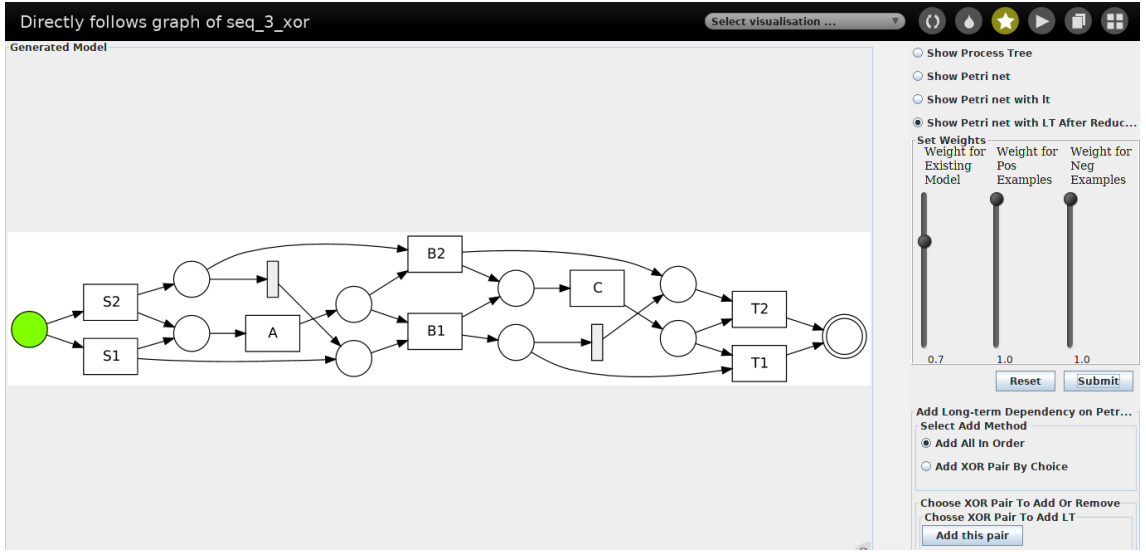 Directly follows graph of seq_3_xor
Select visualisation ...
Generated Model
S2
S1
A
B2
B1
C
T2
T1
Show Process Tree
Show Petri net
Show Petri net with lt
Show Petri net with LT After Reduc...
Set Weights
Weight for Existing Model
Weight for Pos Examples
Weight for Neg Examples
0.7
1.0
1.0
Reset
Submit
Add Long-term Dependency on Petr...
Select Add Method
Add All In Order
Add XOR Pair By Choice
Choose XOR Pair To Add Or Remove
Chosse XOR Pair To Add LT
Add this pair